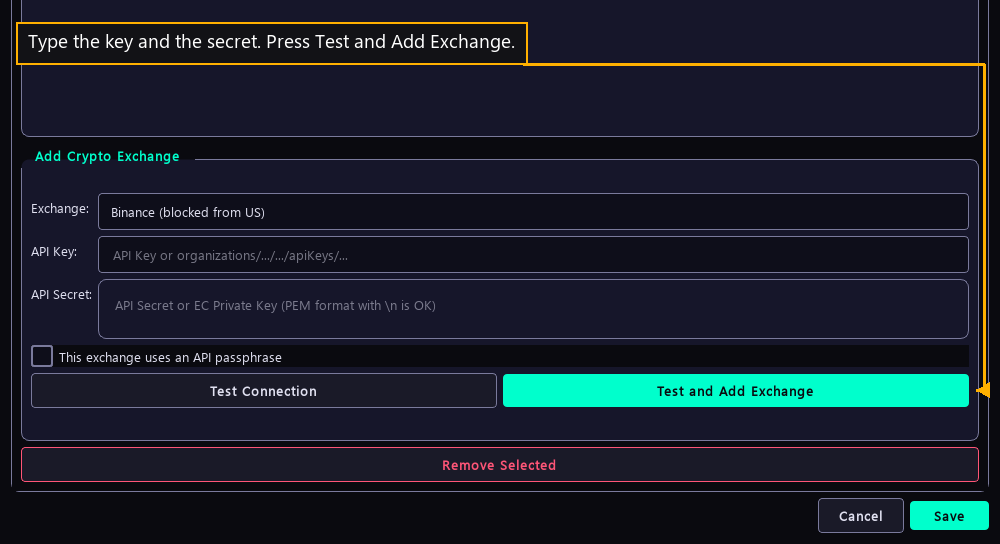 Type the key and the secret. Press Test and Add Exchange.
Add Crypto Exchange
Exchange: Binance (blocked from US)
API Key: API Key or organizations/.../.../apiKeys/...
API Secret: API Secret or EC Private Key (PEM format with \n is OK)
This exchange uses an API passphrase
Test Connection Test and Add Exchange
Remove Selected
Cancel Save